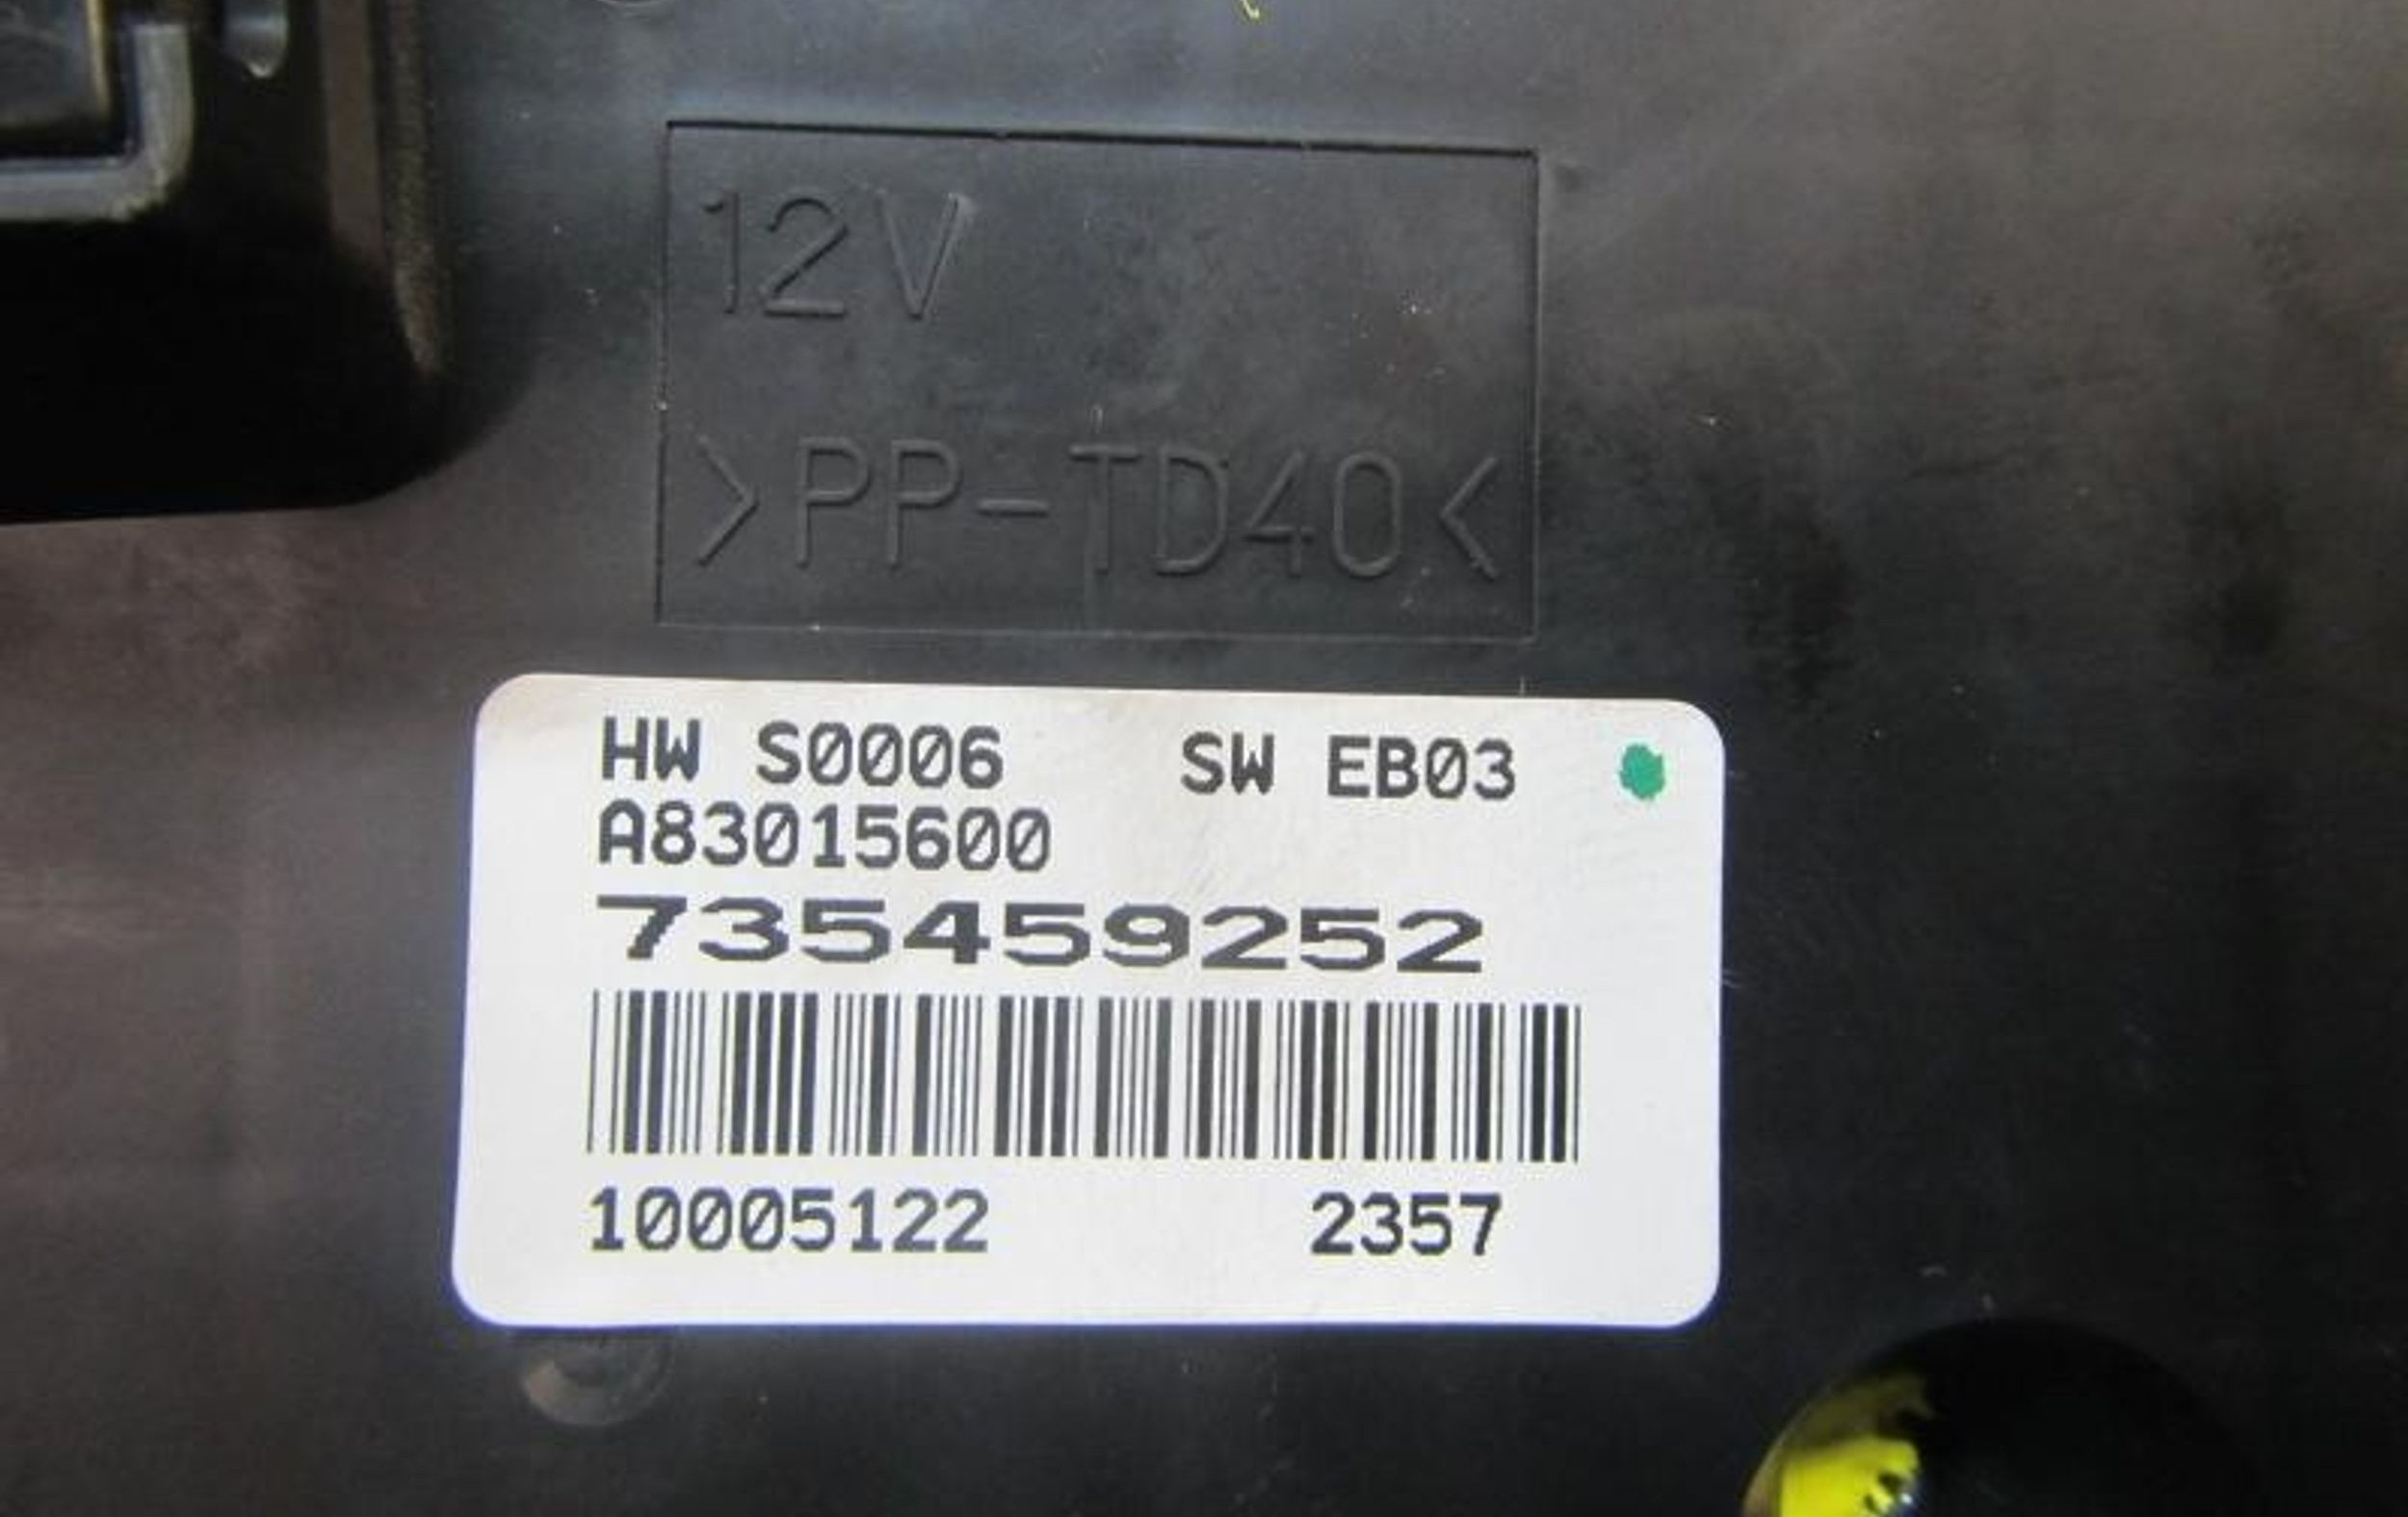 12V
>PP-TD40<
HW S0006 SW EB03
A83015600
735459252
10005122 2357